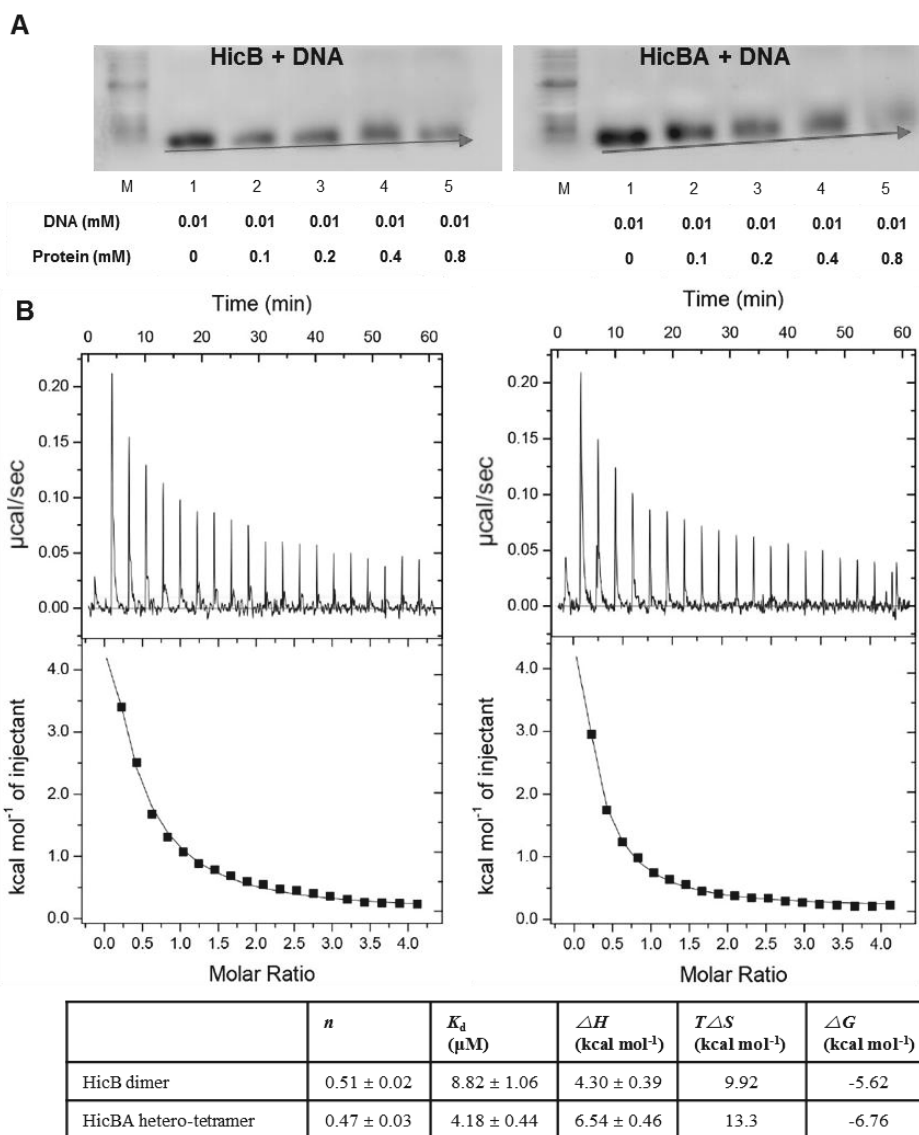 A
HicB + DNA
HicBA + DNA
M 1 2 3 4 5
M 1 2 3 4 5
DNA (mM) 0.01 0.01 0.01 0.01 0.01
0.01 0.01 0.01 0.01 0.01
Protein (mM) 0 0.1 0.2 0.4 0.8
0 0.1 0.2 0.4 0.8
B
Time (min)
0 10 20 30 40 50 60
0.20
0.15
0.10
0.05
0.00
µcal/sec
4.0
3.0
2.0
1.0
0.0
kcal mol-1 of injectant
0.0 0.5 1.0 1.5 2.0 2.5 3.0 3.5 4.0
Molar Ratio
Time (min)
0 10 20 30 40 50 60
0.20
0.15
0.10
0.05
0.00
µcal/sec
4.0
3.0
2.0
1.0
0.0
kcal mol-1 of injectant
0.0 0.5 1.0 1.5 2.0 2.5 3.0 3.5 4.0
Molar Ratio
n Kd (µM) △H (kcal mol-1) T△S (kcal mol-1) △G (kcal mol-1)
HicB dimer 0.51 ± 0.02 8.82 ± 1.06 4.30 ± 0.39 9.92 -5.62
HicBA hetero-tetramer 0.47 ± 0.03 4.18 ± 0.44 6.54 ± 0.46 13.3 -6.76